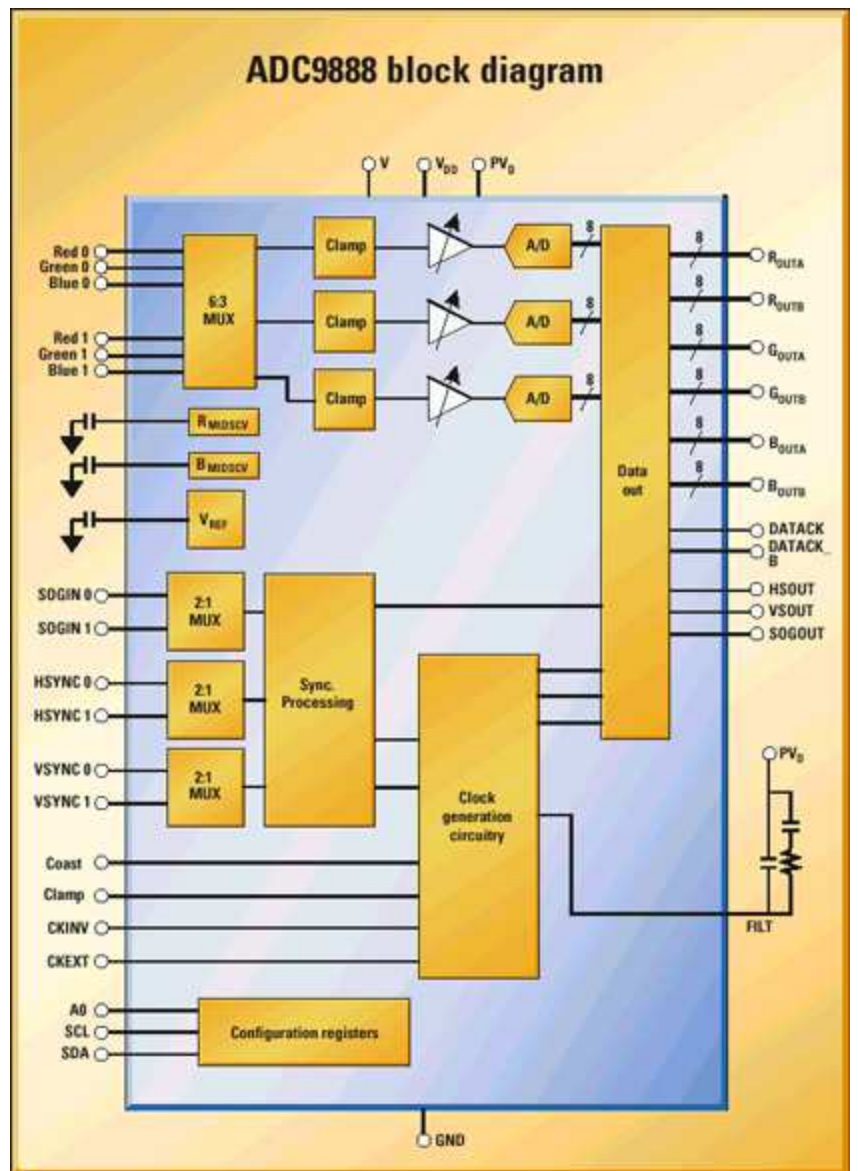 ADC9888 block diagram
V
VDD
PVD
Red 0
Green 0
Blue 0
Red 1
Green 1
Blue 1
6:3
MUX
Clamp
Clamp
Clamp
A/D
A/D
A/D
8
8
8
Data
out
8
8
8
8
8
8
ROUTA
ROUTB
GOUTA
GOUTB
BOUTA
BOUTB
DATACK
DATACK_
B
HSOUT
VSOUT
SOGOUT
RMIDSCV
BMIDSCV
VREF
SOGIN 0
SOGIN 1
HSYNC 0
HSYNC 1
VSYNC 0
VSYNC 1
2:1
MUX
2:1
MUX
2:1
MUX
Sync.
Processing
Clock
generation
circuitry
PVD
FILT
Coast
Clamp
CKINV
CKEXT
A0
SCL
SDA
Configuration registers
GND